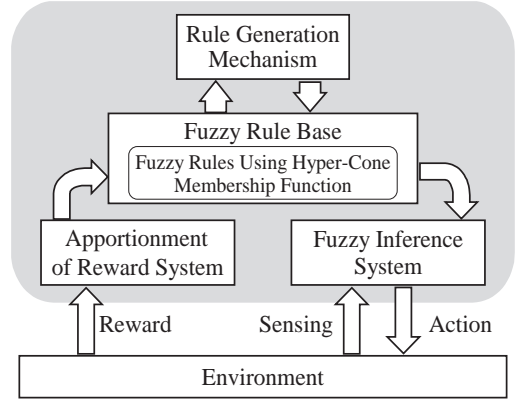 Rule Generation
Mechanism
Fuzzy Rule Base
Fuzzy Rules Using Hyper-Cone
Membership Function
Apportionment
of Reward System
Fuzzy Inference
System
Reward
Sensing
Action
Environment